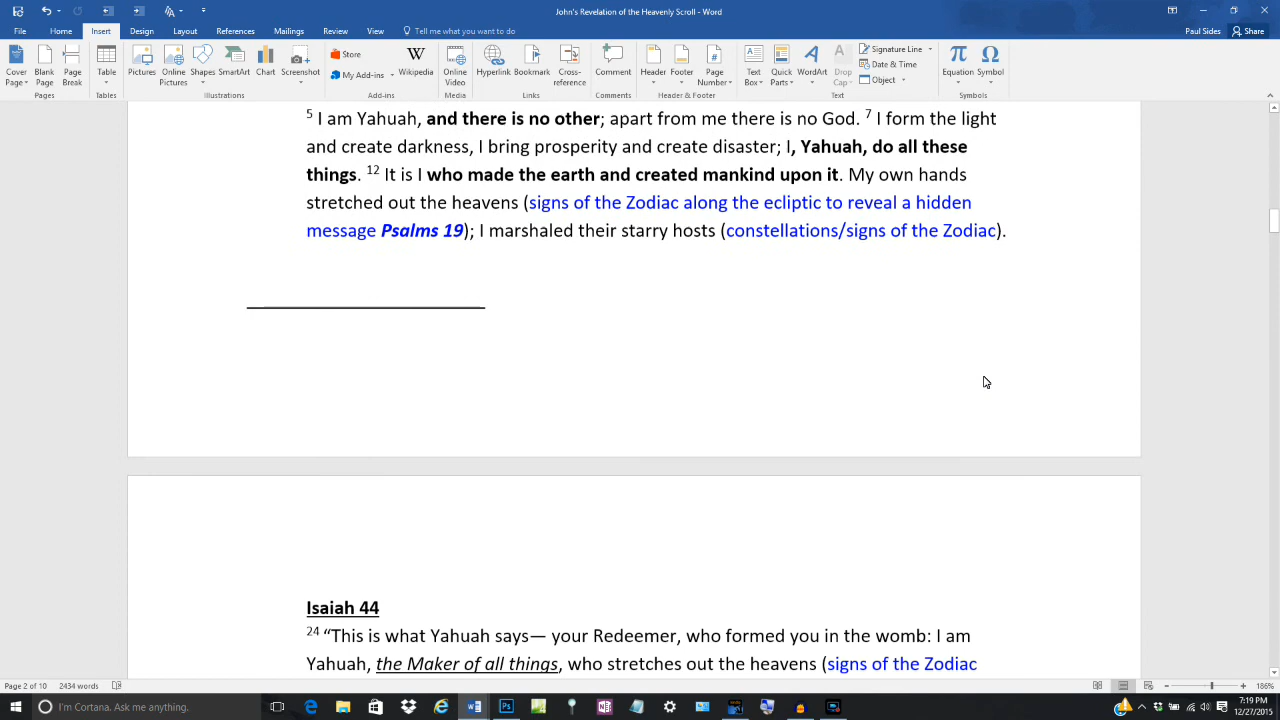 John's Revelation of the Heavenly Scroll - Word
File Home Insert Design Layout References Mailings Review View Tell me what you want to do Paul Sides Share
Cover Page Blank Page Page Break Table Pictures Online Pictures Shapes SmartArt Chart Screenshot Store My Add-ins Wikipedia Online Video Hyperlink Bookmark Cross-reference Comment Header Footer Page Number Text Box Quick Parts WordArt Drop Cap Signature Line Date & Time Object Equation Symbol
Pages Tables Illustrations Add-ins Media Links Comments Header & Footer Text Symbols
5 I am Yahuah, and there is no other; apart from me there is no God. 7 I form the light
and create darkness, I bring prosperity and create disaster; I, Yahuah, do all these
things. 12 It is I who made the earth and created mankind upon it. My own hands
stretched out the heavens (signs of the Zodiac along the ecliptic to reveal a hidden
message Psalms 19); I marshaled their starry hosts (constellations/signs of the Zodiac).
Isaiah 44
24 “This is what Yahuah says— your Redeemer, who formed you in the womb: I am
Yahuah, the Maker of all things, who stretches out the heavens (signs of the Zodiac
Page 2 of 10 2434 words 186%
I'm Cortana. Ask me anything. 7:19 PM
12/27/2015